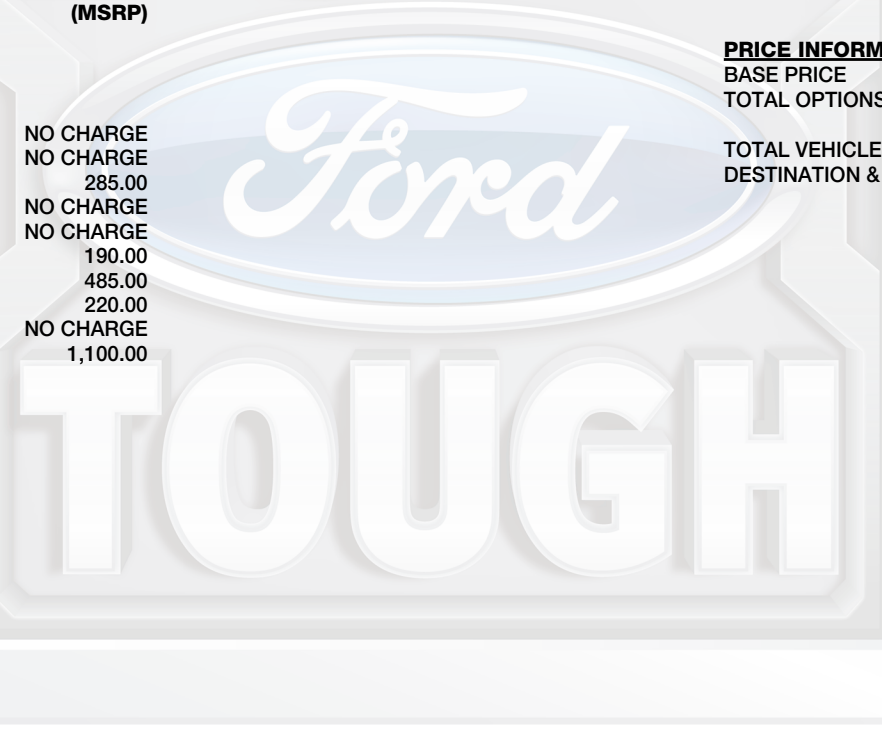 (MSRP)
NO CHARGE
NO CHARGE
285.00
NO CHARGE
NO CHARGE
190.00
485.00
220.00
NO CHARGE
1,100.00
PRICE INFORM
BASE PRICE
TOTAL OPTIONS
TOTAL VEHICLE
DESTINATION &
Ford
TOUGH